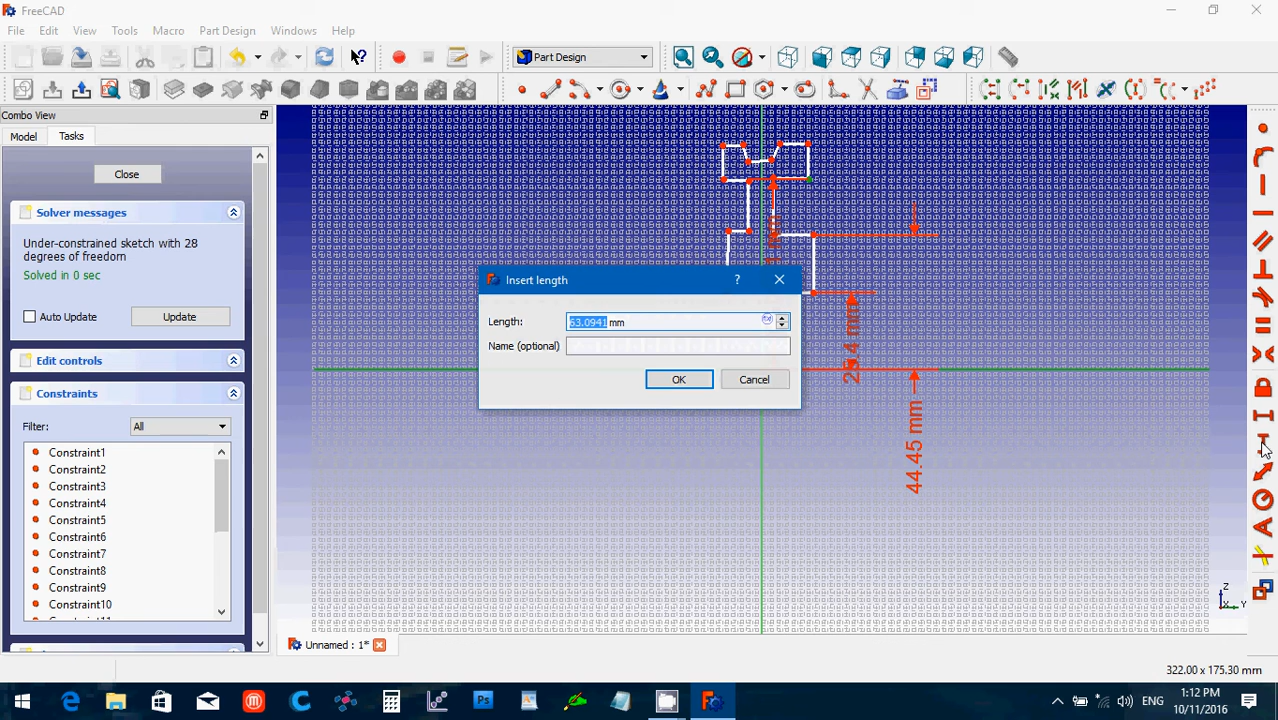 FreeCAD
File Edit View Tools Macro Part Design Windows Help
Part Design
Combo View
Model Tasks
Close
Solver messages
Under-constrained sketch with 28
degrees of freedom
Solved in 0 sec
Auto Update Update
Edit controls
Constraints
Filter: All
Constraint1
Constraint2
Constraint3
Constraint4
Constraint5
Constraint6
Constraint7
Constraint8
Constraint9
Constraint10
Insert length
Length: 53.0941 mm
Name (optional)
OK Cancel
25.4 mm
44.45 mm
Z
X Y
Unnamed : 1*
322.00 x 175.30 mm
ENG
1:12 PM
10/11/2016